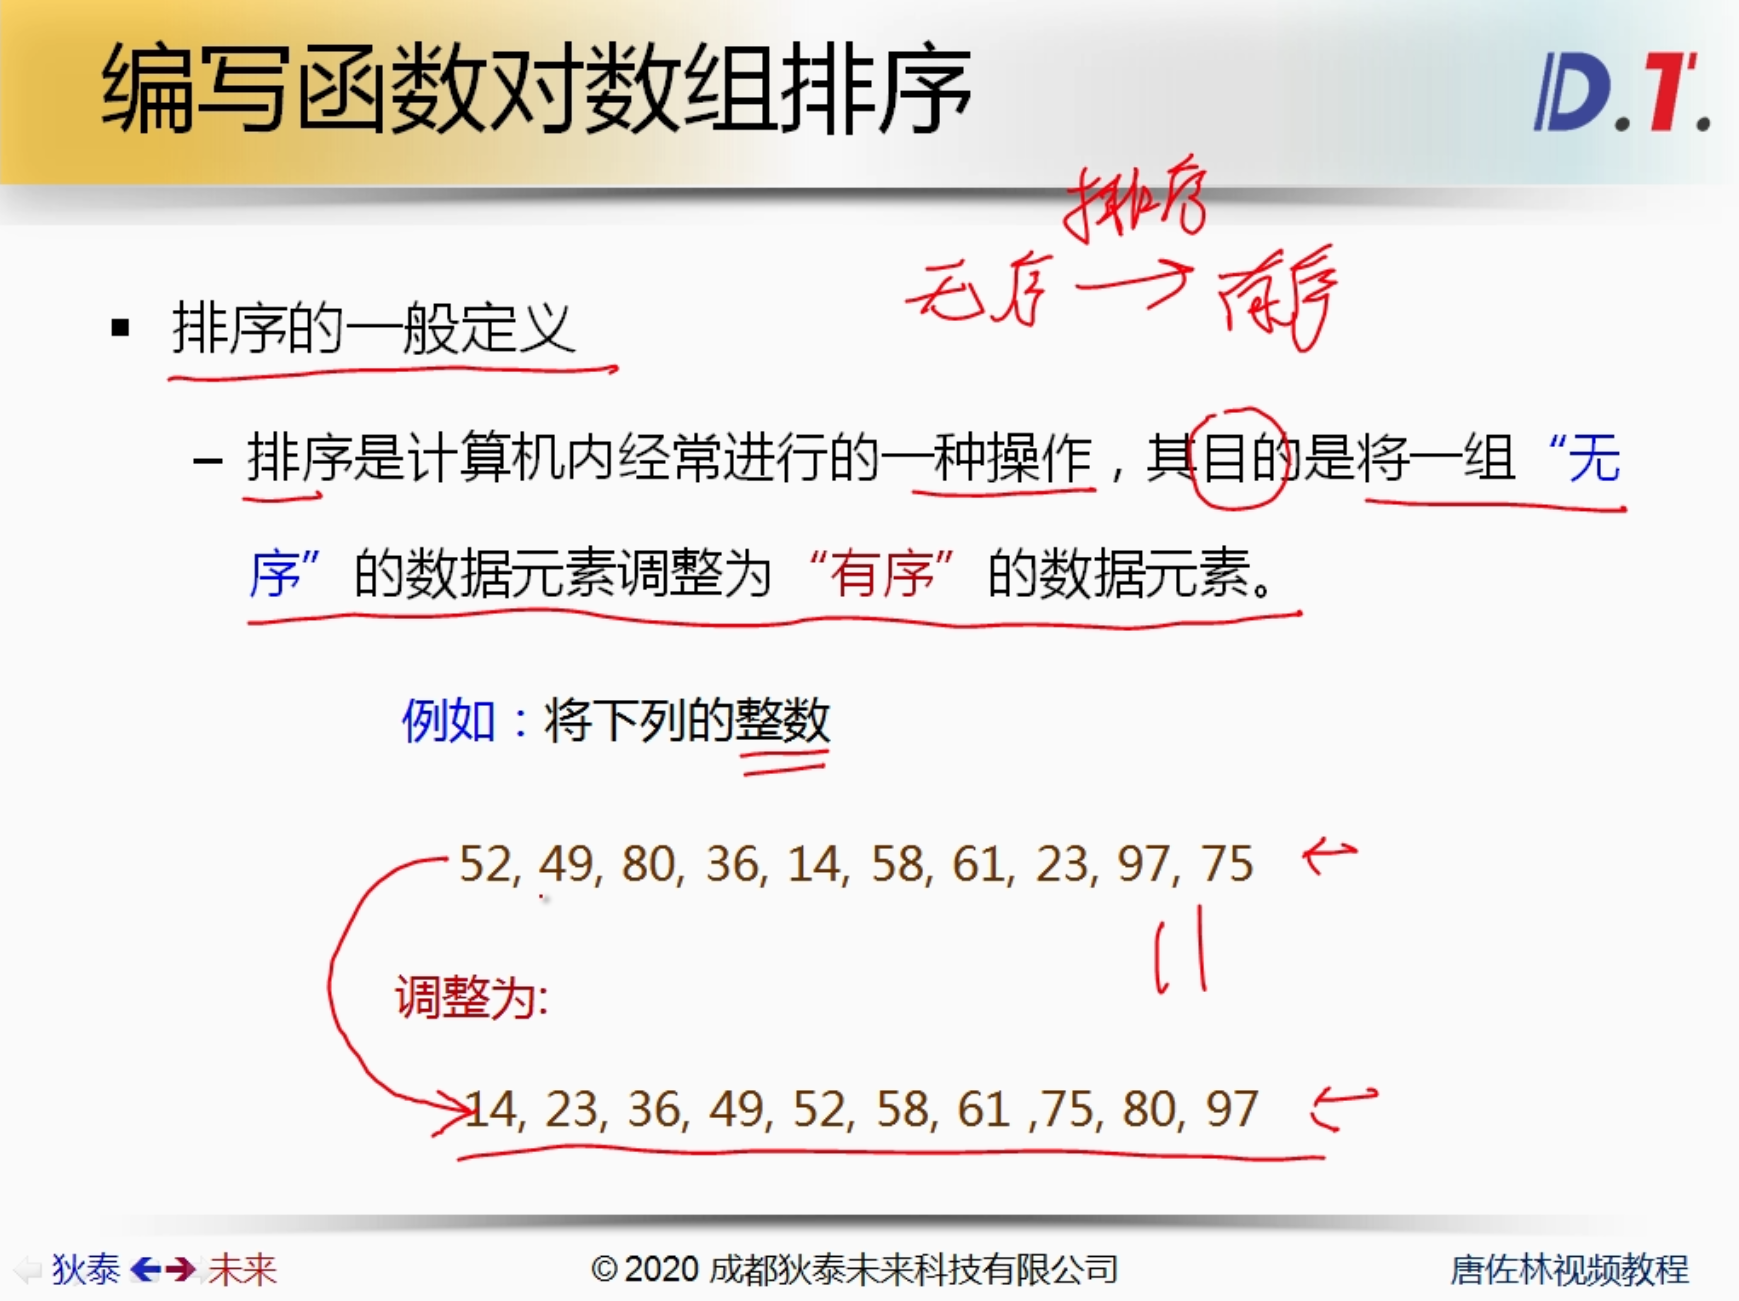 编写函数对数组排序
D.T.
排序
无序 → 有序
▪ 排序的一般定义
– 排序是计算机内经常进行的一种操作，其目的是将一组“无
序”的数据元素调整为“有序”的数据元素。
例如：将下列的整数
52, 49, 80, 36, 14, 58, 61, 23, 97, 75
调整为:
14, 23, 36, 49, 52, 58, 61 ,75, 80, 97
狄泰 未来
© 2020 成都狄泰未来科技有限公司
唐佐林视频教程